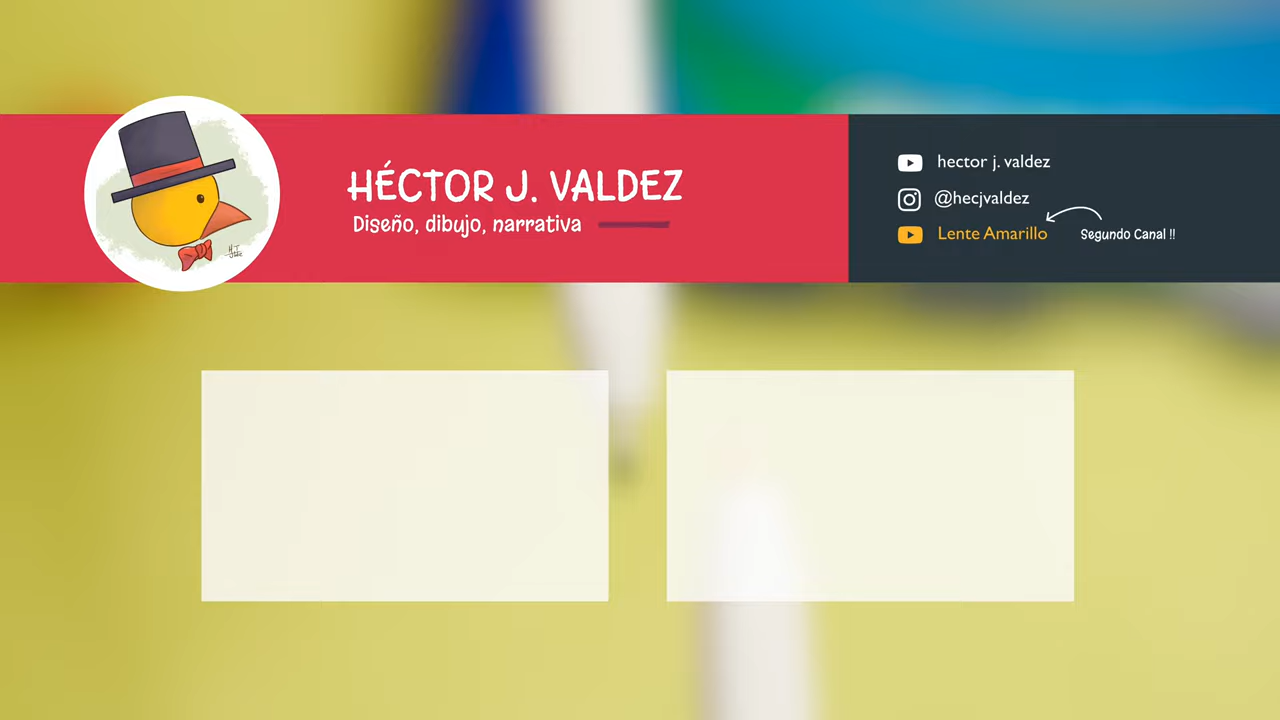 HÉCTOR J. VALDEZ
Diseño, dibujo, narrativa
hector j. valdez
@hecjvaldez
Lente Amarillo
Segundo Canal !!